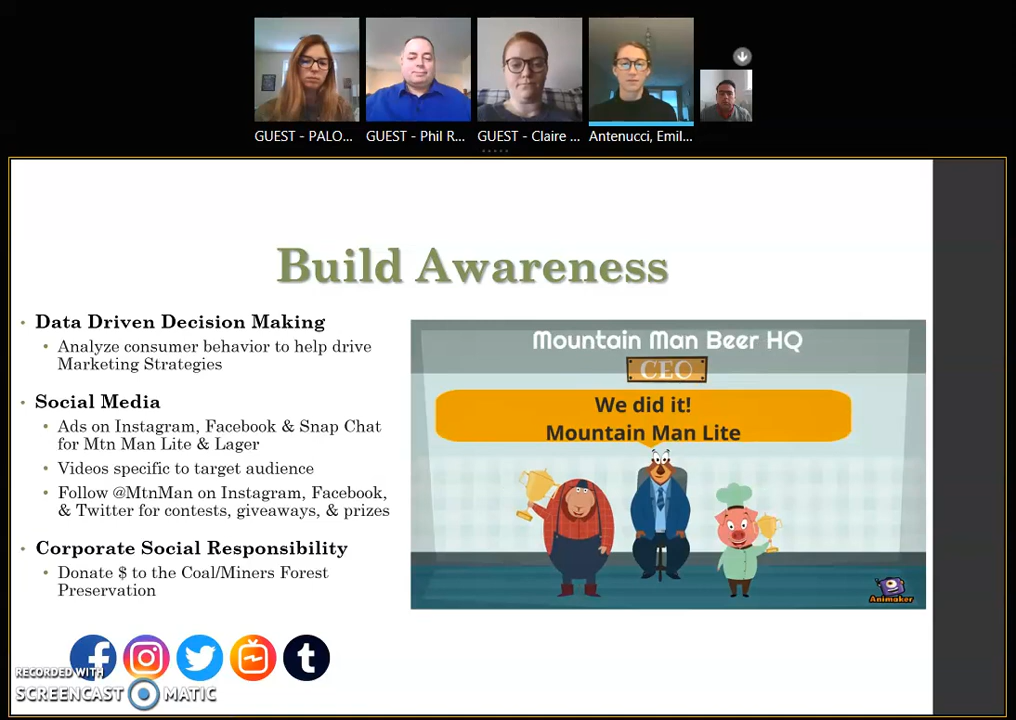 GUEST - PALO...
GUEST - Phil R...
GUEST - Claire ...
Antenucci, Emil...
Build Awareness
• Data Driven Decision Making
• Analyze consumer behavior to help drive
Marketing Strategies
• Social Media
• Ads on Instagram, Facebook & Snap Chat
for Mtn Man Lite & Lager
• Videos specific to target audience
• Follow @MtnMan on Instagram, Facebook,
& Twitter for contests, giveaways, & prizes
• Corporate Social Responsibility
• Donate $ to the Coal/Miners Forest
Preservation
Mountain Man Beer HQ
CEO
We did it!
Mountain Man Lite
Animaker
RECORDED WITH
SCREENCAST MATIC